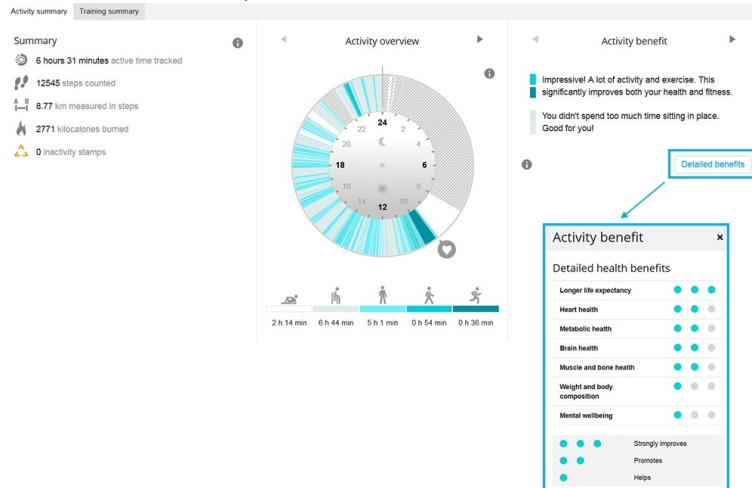 Activity summary
Training summary
Summary
6 hours 31 minutes active time tracked
12545 steps counted
A B
8.77 km measured in steps
2771 kilocalories burned
0 inactivity stamps
Activity overview
24
22 2
20 4
18 6
16 8
14 10
12
2 h 14 min 6 h 44 min 5 h 1 min 0 h 54 min 0 h 36 min
Activity benefit
Impressive! A lot of activity and exercise. This
significantly improves both your health and fitness.
You didn't spend too much time sitting in place.
Good for you!
Detailed benefits
Activity benefit ×
Detailed health benefits
Longer life expectancy
Heart health
Metabolic health
Brain health
Muscle and bone health
Weight and body
composition
Mental wellbeing
Strongly improves
Promotes
Helps